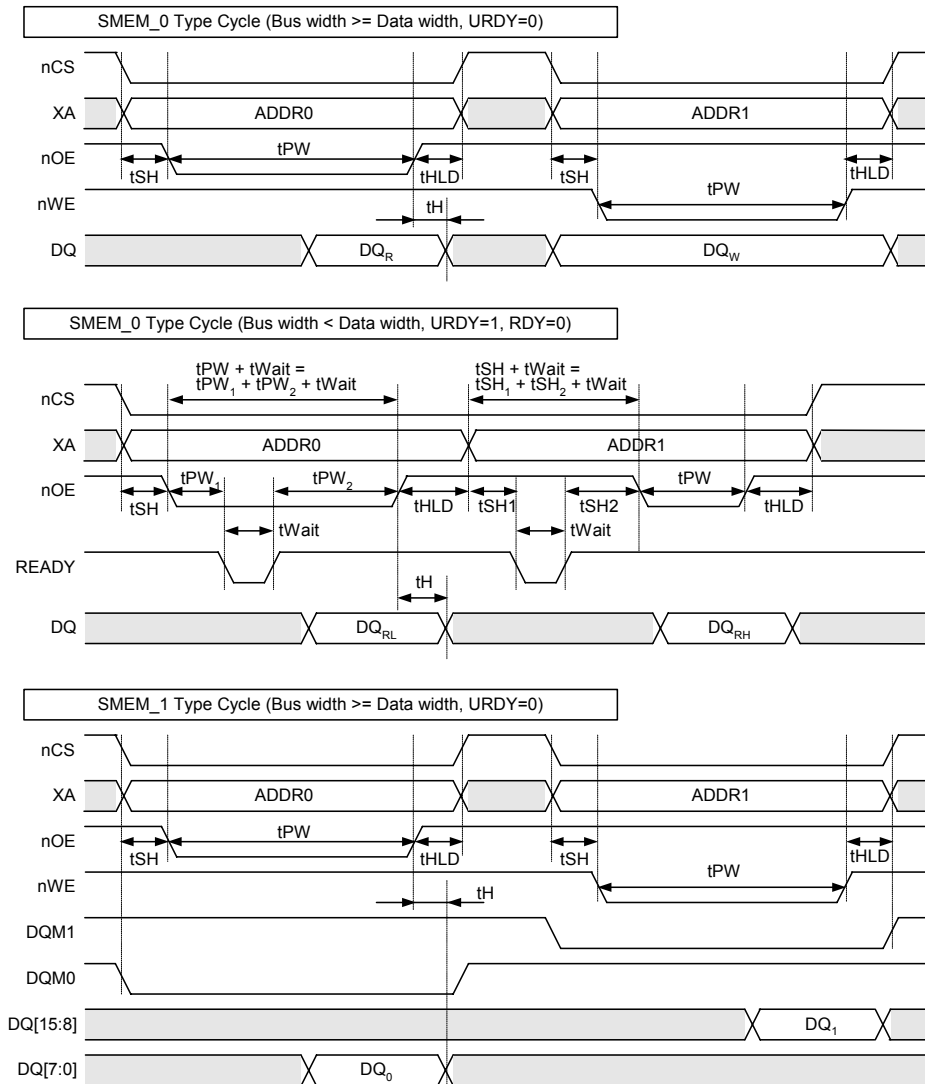 SMEM_0 Type Cycle (Bus width >= Data width, URDY=0)
nCS
XA ADDR0 ADDR1
nOE tSH tPW tHLD tSH tPW tHLD
nWE tH
DQ DQR DQW
SMEM_0 Type Cycle (Bus width < Data width, URDY=1, RDY=0)
tPW + tWait = tSH + tWait =
tPW1 + tPW2 + tWait tSH1 + tSH2 + tWait
nCS
XA ADDR0 ADDR1
nOE tPW1 tPW2 tPW
tSH tHLD tSH1 tSH2 tHLD
tWait tWait
READY
tH
DQ DQRL DQRH
SMEM_1 Type Cycle (Bus width >= Data width, URDY=0)
nCS
XA ADDR0 ADDR1
nOE tPW
tSH tHLD tSH tPW tHLD
nWE
tH
DQM1
DQM0
DQ[15:8] DQ1
DQ[7:0] DQ0